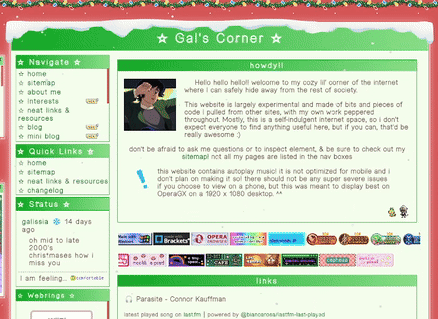 ☆ Gal's Corner ☆
☆ Navigate ☆
☆ home
☆ sitemap
☆ about me
☆ interests
☆ neat links &
resources
☆ blog
☆ mini blog
☆ Quick Links ☆
☆ home
☆ sitemap
☆ neat links & resources
☆ changelog
☆ Status ☆
galissia ❄️ 14 days
ago
oh mid to late
2000's
christmases how i
miss you
I am feeling...
☆ Webrings ☆
howdy!!
Hello hello hello!! welcome to my cozy lil' corner of the internet
where I can safely hide away from the rest of society.
This website is largely experimental and made of bits and pieces of
code I pulled from other sites, with my own work peppered
throughout. Mostly, this is a self-indulgent internet space, so i don't
expect everyone to find anything useful here, but if you can, that'd be
really awesome :)
don't be afraid to ask me questions or to inspect element, & be sure to check out my
sitemap! not all my pages are listed in the nav boxes
this website contains autoplay music! it is not optimized for mobile and i
don't plan on making it so! there should not be any super severe issues
if you choose to view on a phone, but this was meant to display best on
OperaGX on a 1920 x 1080 desktop. ^^
made with
Brackets
OPERA
links
🎧 Parasite - Connor Kauffman
latest played song on lastfm | powered by @biancarosa/lastfm-last-played